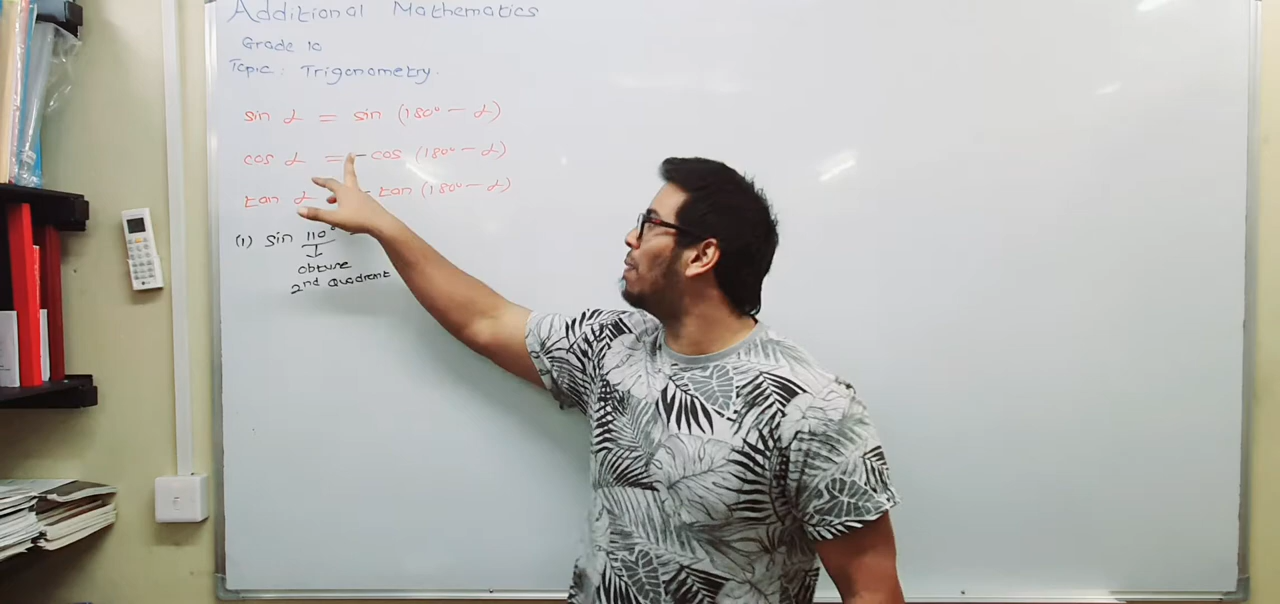 Additional Mathematics
Grade 10
Topic : Trigonometry.
sin α = sin (180° - α)
cos α = - cos (180° - α)
tan α - tan (180° - α)
(1) sin 110°
↓
obtuse
2nd Quadrant